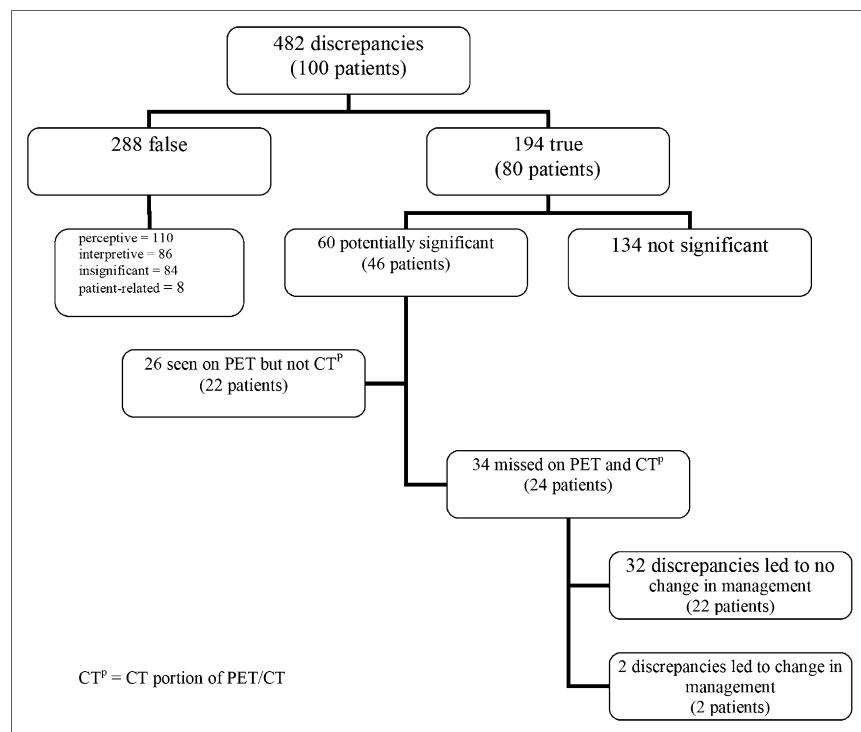 482 discrepancies
(100 patients)
288 false
194 true
(80 patients)
perceptive = 110
interpretive = 86
insignificant = 84
patient-related = 8
60 potentially significant
(46 patients)
134 not significant
26 seen on PET but not CTᵖ
(22 patients)
34 missed on PET and CTᵖ
(24 patients)
32 discrepancies led to no
change in management
(22 patients)
2 discrepancies led to change in
management
(2 patients)
CTᵖ = CT portion of PET/CT